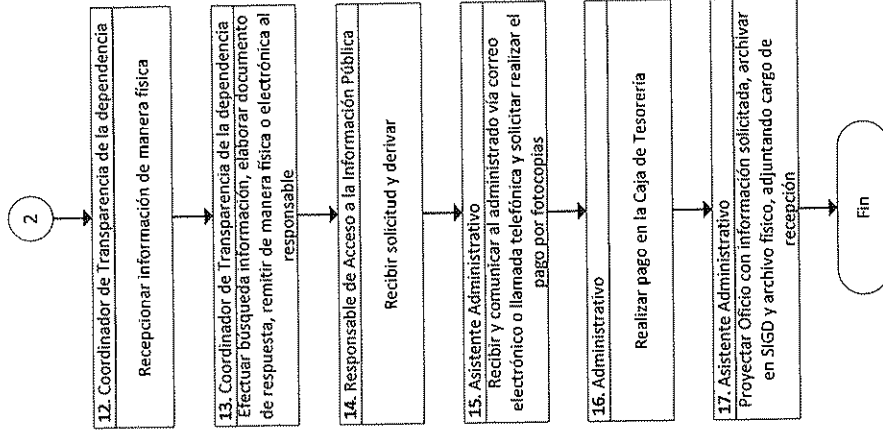 2
12. Coordinador de Transparencia de la dependencia
Recepcionar información de manera física
13. Coordinador de Transparencia de la dependencia
Efectuar búsqueda información, elaborar documento
de respuesta, remitir de manera física o electrónica al
responsable
14. Responsable de Acceso a la Información Pública
Recibir solicitud y derivar
15. Asistente Administrativo
Recibir y comunicar al administrado vía correo
electrónico o llamada telefónica y solicitar realizar el
pago por fotocopias
16. Administrativo
Realizar pago en la Caja de Tesorería
17. Asistente Administrativo
Proyectar Oficio con información solicitada, archivar
en SIGD y archivo físico, adjuntando cargo de
recepción
Fin